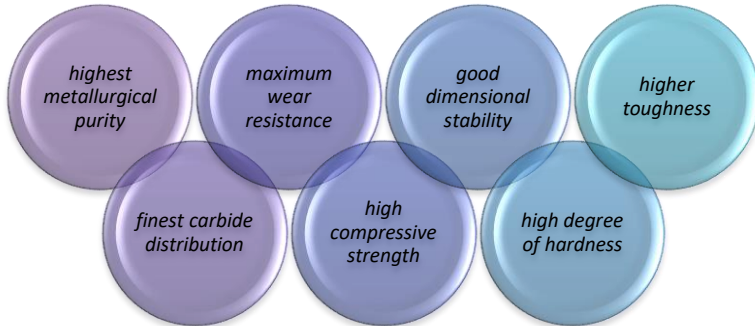 highest
metallurgical
purity
maximum
wear
resistance
good
dimensional
stability
higher
toughness
finest carbide
distribution
high
compressive
strength
high degree
of hardness